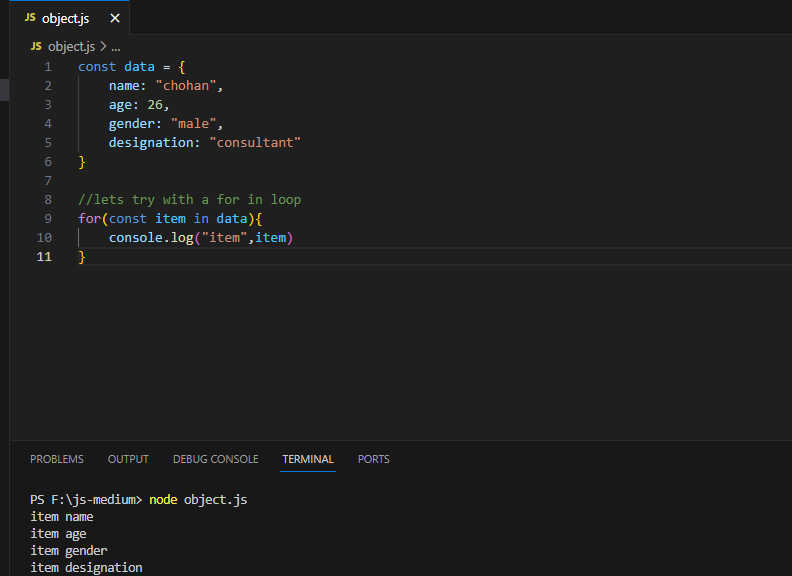 JS object.js ×
JS object.js > ...
1 const data = {
2     name: "chohan",
3     age: 26,
4     gender: "male",
5     designation: "consultant"
6 }
7
8 //lets try with a for in loop
9 for(const item in data){
10     console.log("item",item)
11 }
PROBLEMS OUTPUT DEBUG CONSOLE TERMINAL PORTS
PS F:\js-medium> node object.js
item name
item age
item gender
item designation